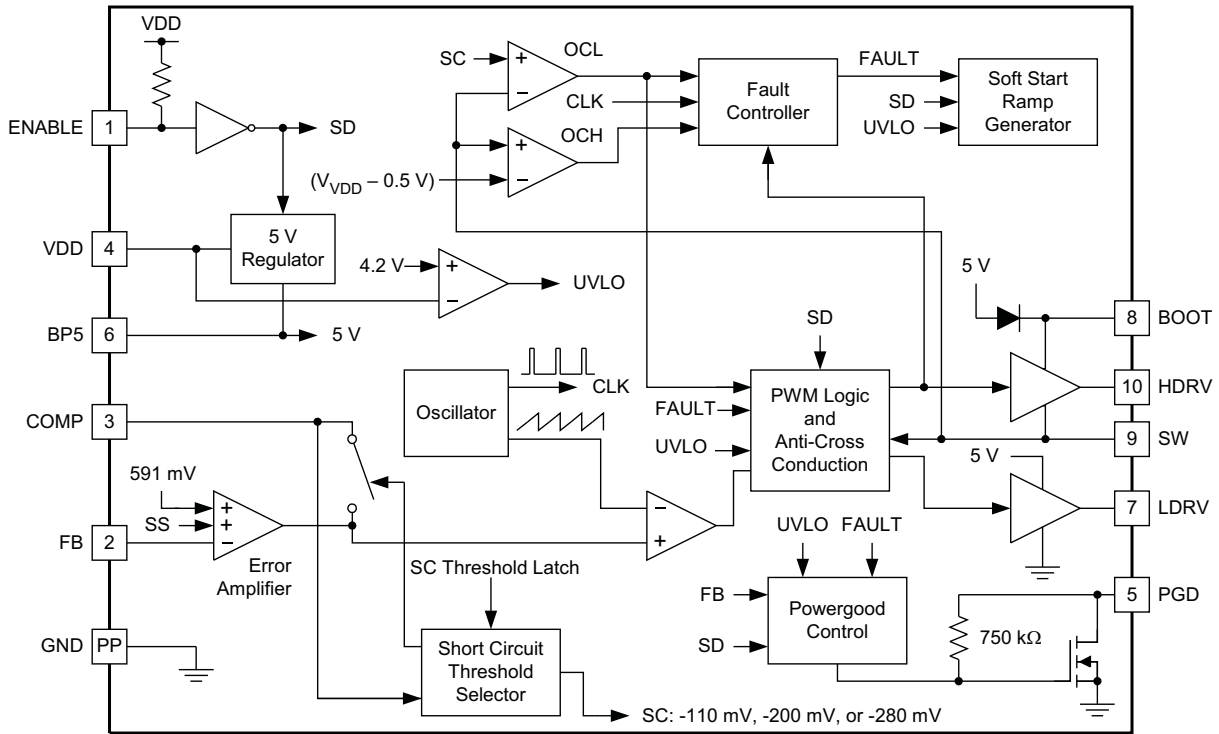 VDD
ENABLE
1
SD
SC
+
−
OCL
CLK
Fault
Controller
FAULT
SD
UVLO
Soft Start
Ramp
Generator
OCH
+
−
(VVDD – 0.5 V)
VDD
4
5 V
Regulator
4.2 V
+
−
UVLO
BP5
6
5 V
5 V
8
BOOT
SD
COMP
3
Oscillator
CLK
FAULT
UVLO
PWM Logic
and
Anti-Cross
Conduction
10
HDRV
9
SW
591 mV
SS
+
+
−
FB
2
Error
Amplifier
−
+
5 V
7
LDRV
UVLO
FAULT
SC Threshold Latch
FB
SD
Powergood
Control
5
PGD
750 kΩ
GND
PP
Short Circuit
Threshold
Selector
SC: -110 mV, -200 mV, or -280 mV